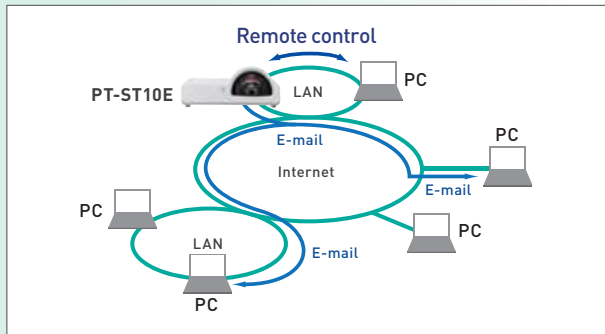 Remote control
PT-ST10E
LAN
PC
E-mail
Internet
PC
E-mail
PC
LAN
E-mail
PC
PC